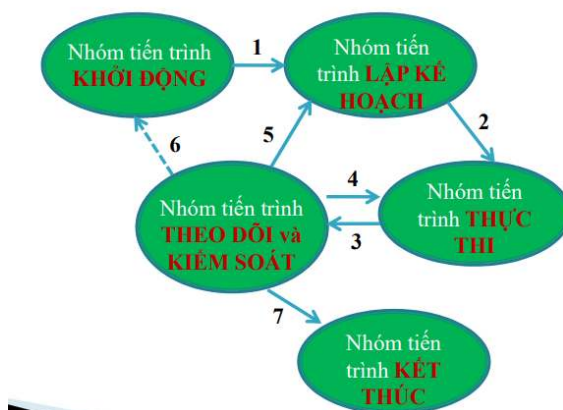 Nhóm tiến trình
KHỞI ĐỘNG
1
Nhóm tiến
trình LẬP KẾ
HOẠCH
2
6
5
Nhóm tiến trình
THEO DÕI và
KIỂM SOÁT
4
3
Nhóm tiến
trình THỰC
THI
7
Nhóm tiến
trình KẾT
THÚC